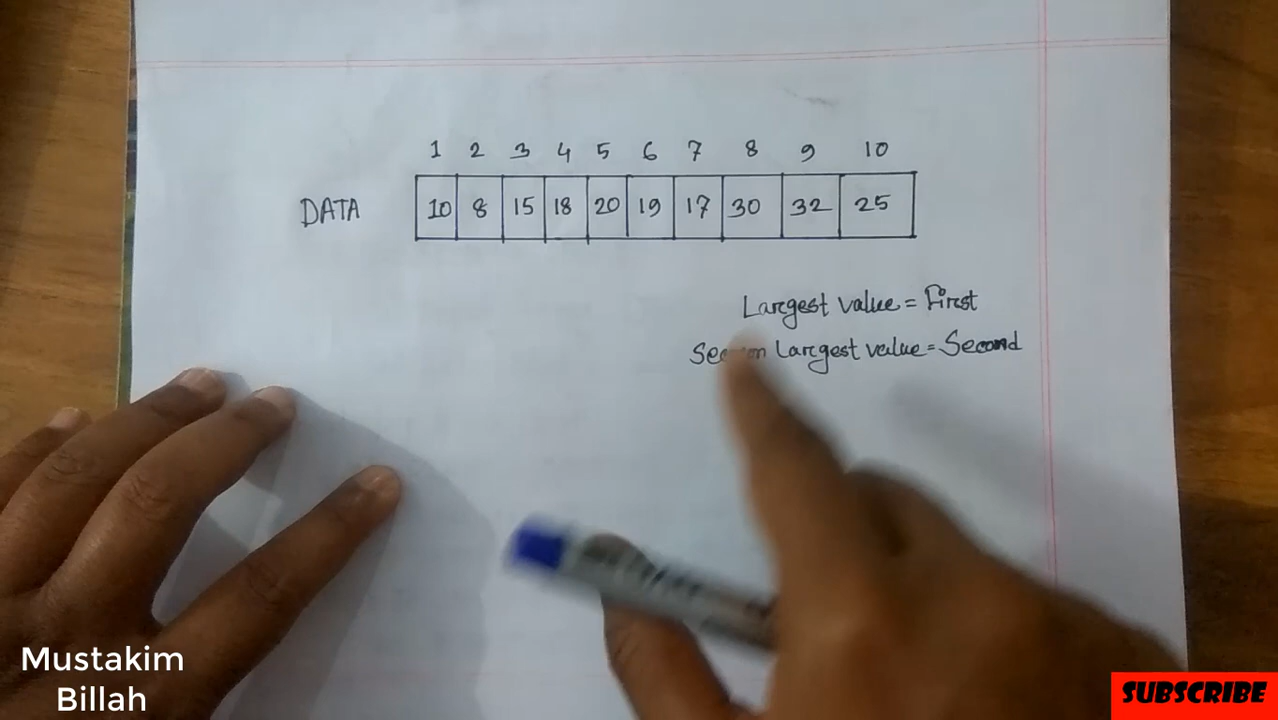 1 2 3 4 5 6 7 8 9 10
DATA 10 8 15 18 20 19 17 30 32 25
Largest value = First
largest value = Second
Mustakim
Billah
SUBSCRIBE